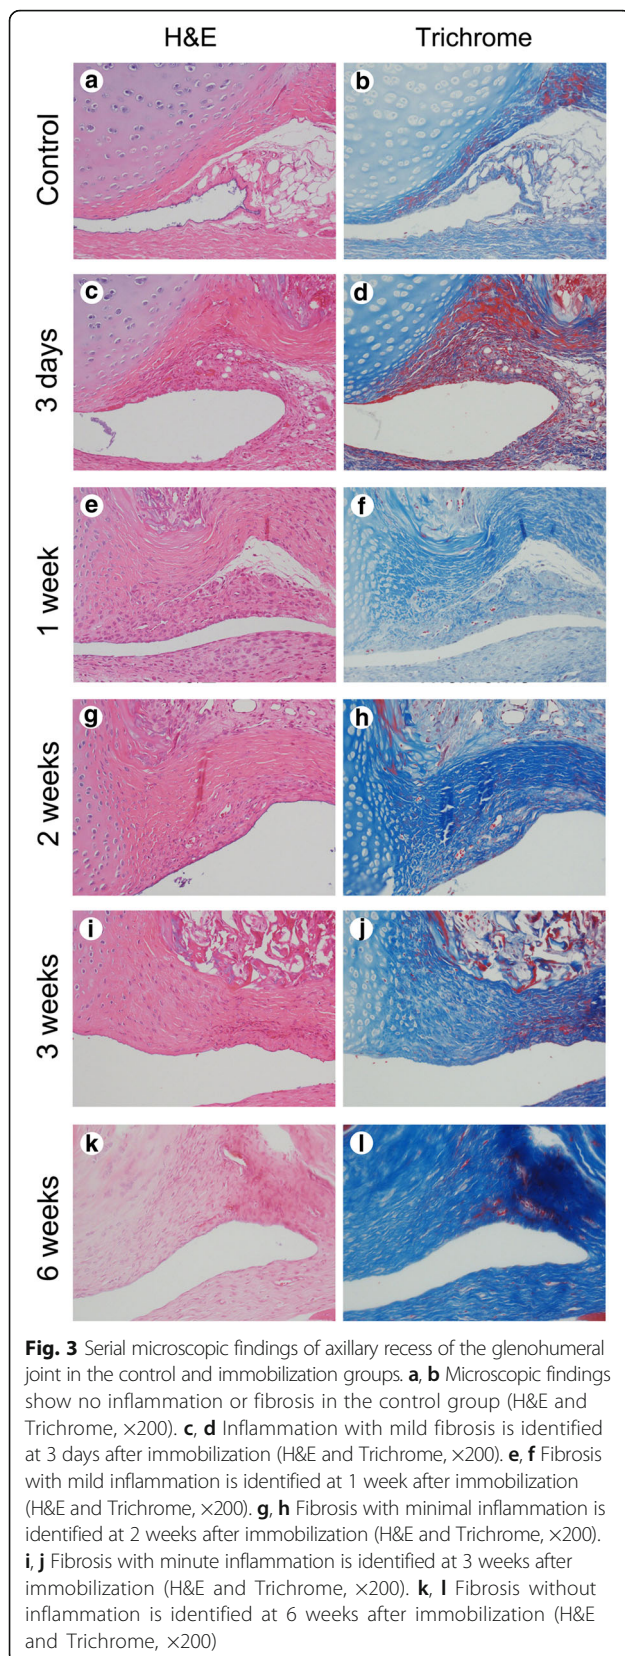 H&E Trichrome
Control
a b
3 days
c d
1 week
e f
2 weeks
g h
3 weeks
i j
6 weeks
k l
Fig. 3 Serial microscopic findings of axillary recess of the glenohumeral
joint in the control and immobilization groups. a, b Microscopic findings
show no inflammation or fibrosis in the control group (H&E and
Trichrome, ×200). c, d Inflammation with mild fibrosis is identified
at 3 days after immobilization (H&E and Trichrome, ×200). e, f Fibrosis
with mild inflammation is identified at 1 week after immobilization
(H&E and Trichrome, ×200). g, h Fibrosis with minimal inflammation is
identified at 2 weeks after immobilization (H&E and Trichrome, ×200).
i, j Fibrosis with minute inflammation is identified at 3 weeks after
immobilization (H&E and Trichrome, ×200). k, l Fibrosis without
inflammation is identified at 6 weeks after immobilization (H&E
and Trichrome, ×200)